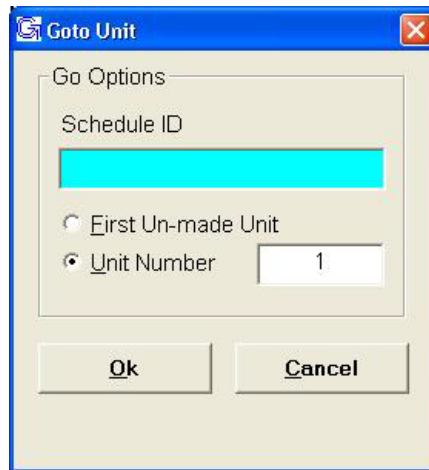 Goto Unit
Go Options
Schedule ID
First Un-made Unit
Unit Number 1
Ok Cancel